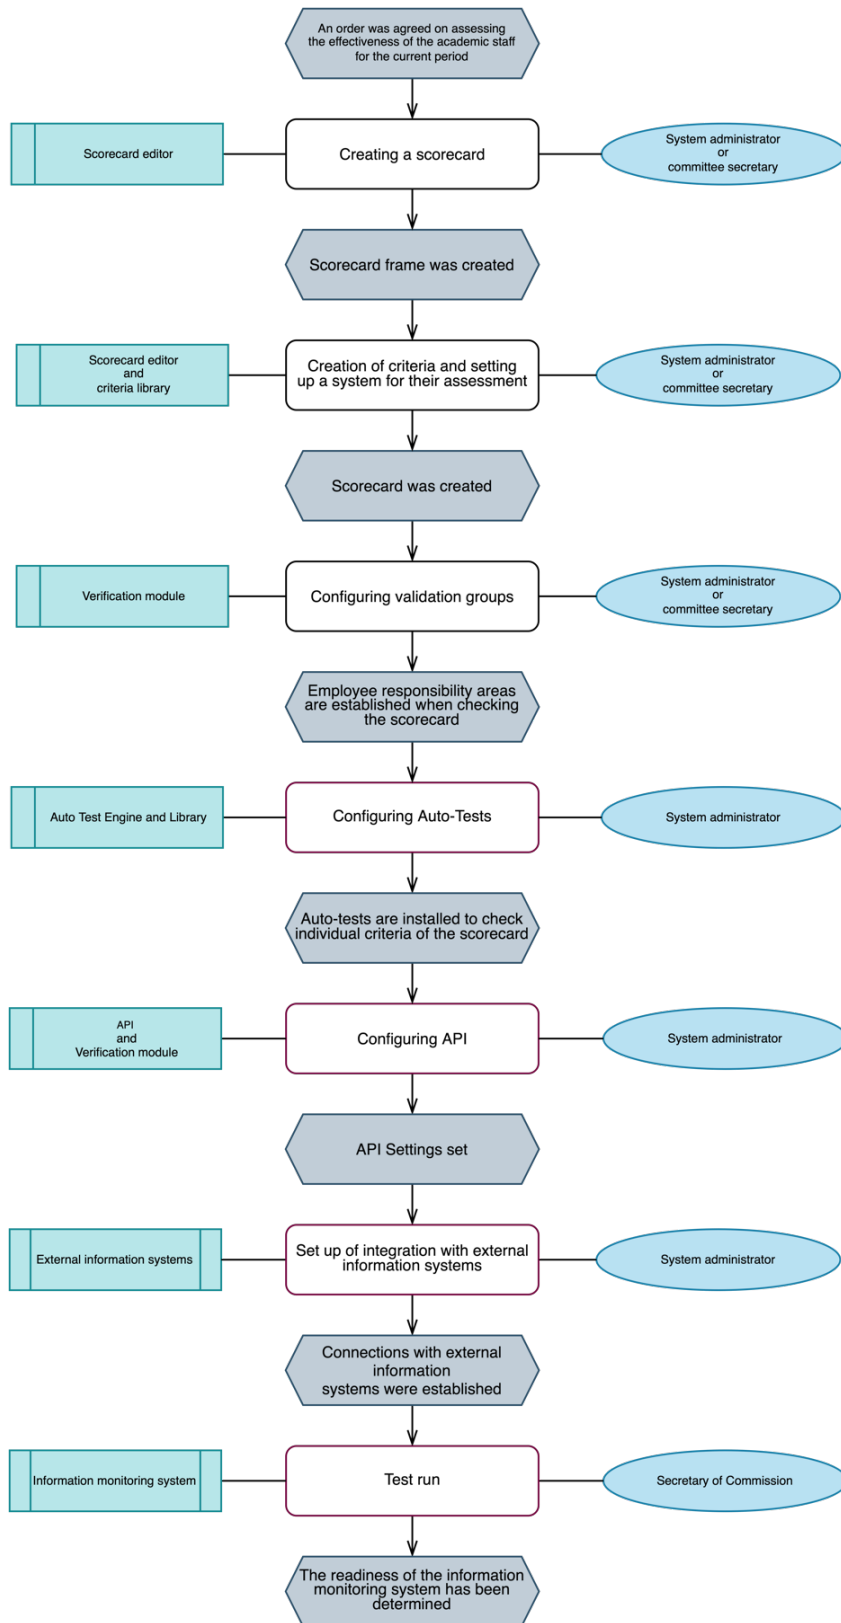 An order was agreed on assessing
the effectiveness of the academic staff
for the current period
Scorecard editor
Creating a scorecard
System administrator
or
committee secretary
Scorecard frame was created
Scorecard editor
and
criteria library
Creation of criteria and setting
up a system for their assessment
System administrator
or
committee secretary
Scorecard was created
Verification module
Configuring validation groups
System administrator
or
committee secretary
Employee responsibility areas
are established when checking
the scorecard
Auto Test Engine and Library
Configuring Auto-Tests
System administrator
Auto-tests are installed to check
individual criteria of the scorecard
API
and
Verification module
Configuring API
System administrator
API Settings set
External information systems
Set up of integration with external
information systems
System administrator
Connections with external
information
systems were established
Information monitoring system
Test run
Secretary of Commission
The readiness of the information
monitoring system has been
determined